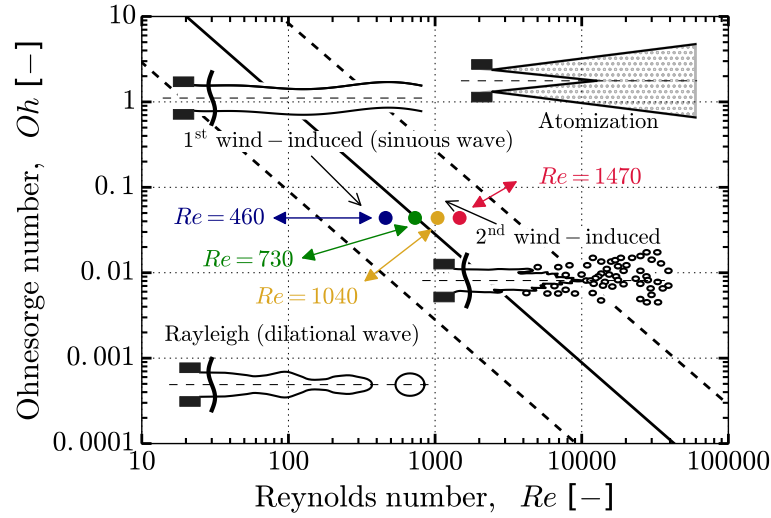 10
1
0.1
0.01
0.001
0.0001
Ohnesorge number, Oh [−]
Atomization
1st wind−induced (sinuous wave)
Re = 1470
Re = 460
2nd wind−induced
Re = 730
Re = 1040
Rayleigh (dilational wave)
10 100 1000 10000 100000
Reynolds number, Re [−]